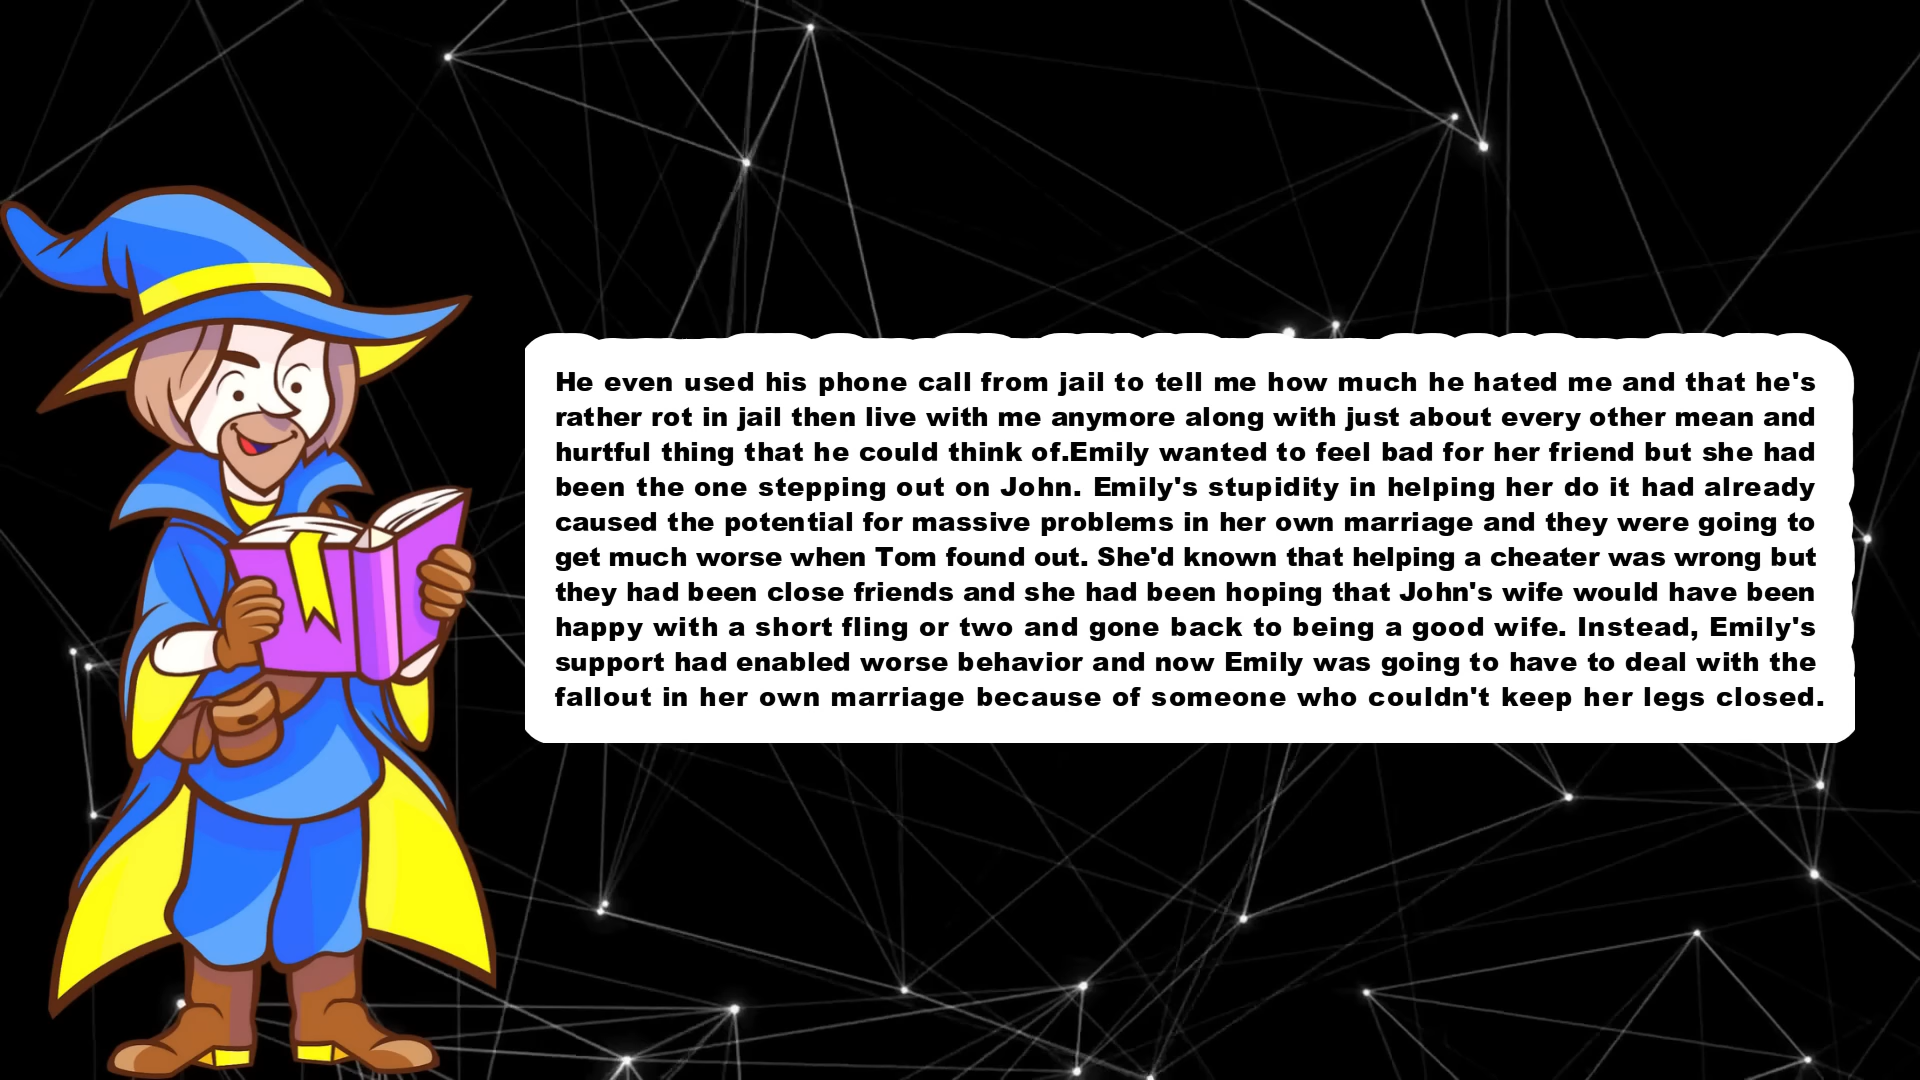 He even used his phone call from jail to tell me how much he hated me and that he's
rather rot in jail then live with me anymore along with just about every other mean and
hurtful thing that he could think of.Emily wanted to feel bad for her friend but she had
been the one stepping out on John. Emily's stupidity in helping her do it had already
caused the potential for massive problems in her own marriage and they were going to
get much worse when Tom found out. She'd known that helping a cheater was wrong but
they had been close friends and she had been hoping that John's wife would have been
happy with a short fling or two and gone back to being a good wife. Instead, Emily's
support had enabled worse behavior and now Emily was going to have to deal with the
fallout in her own marriage because of someone who couldn't keep her legs closed.